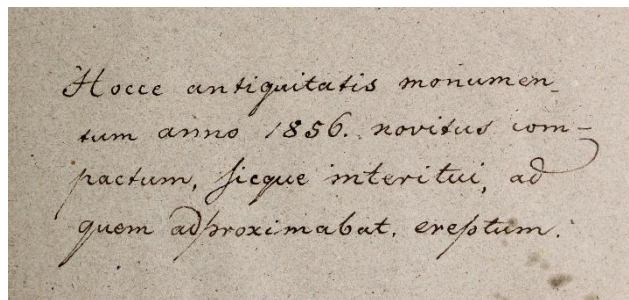 Hocce antiquitatis monumen-
tum anno 1856. novitus com-
pactum, sicque interitui, ad
quem adproximabat, ereptum.